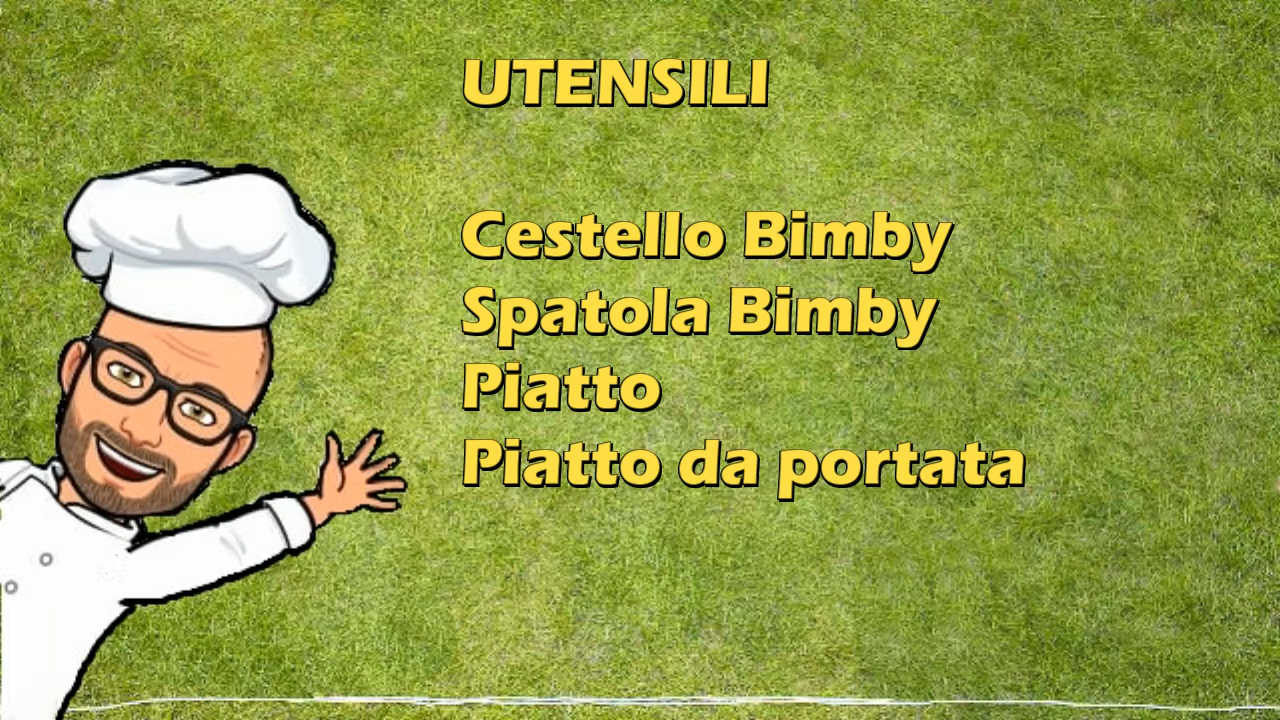 UTENSILI
Cestello Bimby
Spatola Bimby
Piatto
Piatto da portata